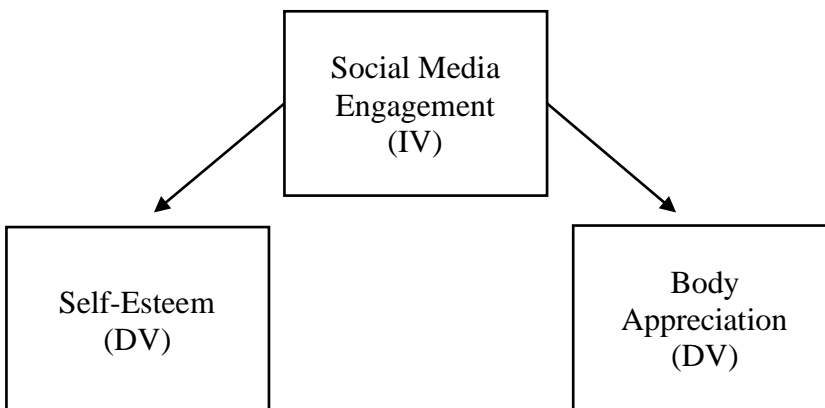 Social Media
Engagement
(IV)
Self-Esteem
(DV)
Body
Appreciation
(DV)